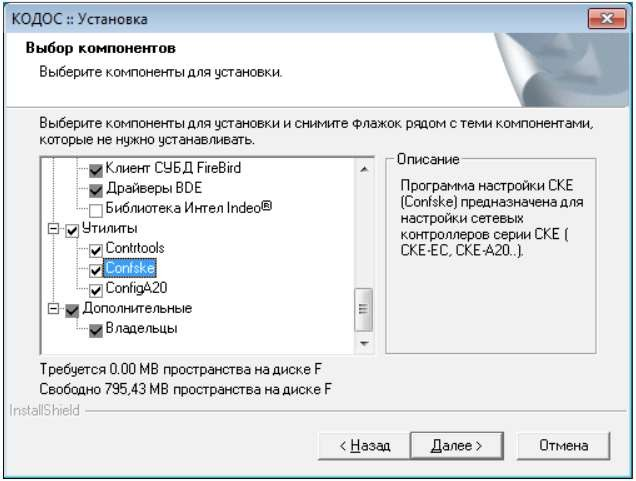 КОДОС :: Установка
Выбор компонентов
Выберите компоненты для установки.
Выберите компоненты для установки и снимите флажок рядом с теми компонентами,
которые не нужно устанавливать.
Клиент СУБД FireBird
Драйверы BDE
Библиотека Интел Indeo®
Утилиты
Contrtools
Confske
ConfigA20
Дополнительные
Владельцы
Описание
Программа настройки СКЕ
(Confske) предназначена для
настройки сетевых
контроллеров серии СКЕ (
СКЕ-ЕС, СКЕ-А20..).
Требуется 0.00 MB пространства на диске F
Свободно 795,43 MB пространства на диске F
InstallShield
< Назад
Далее >
Отмена